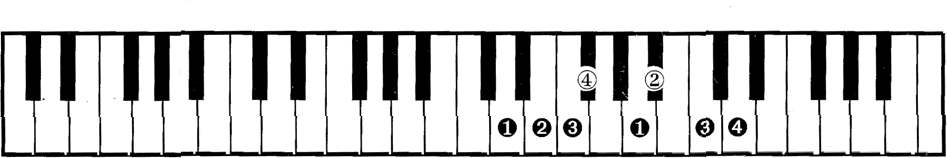 ④ ②
❶ ❷ ❸ ❶ ❸ ❹